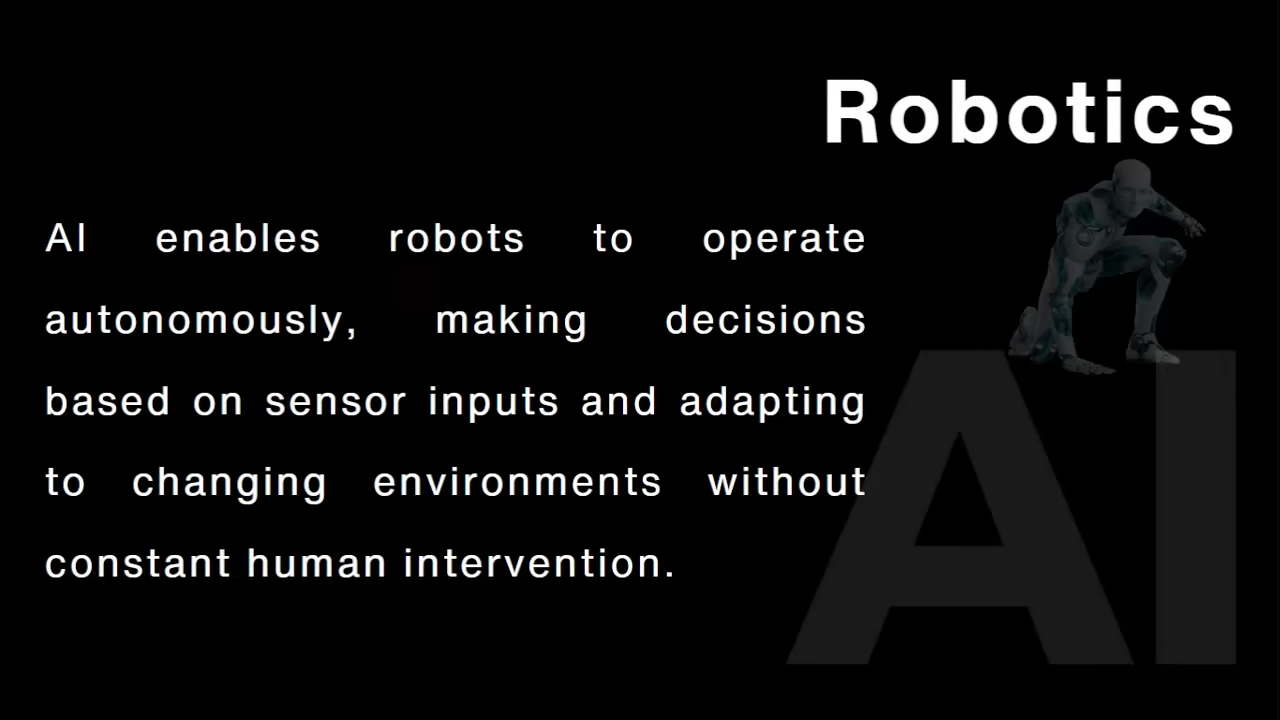 Robotics
AI enables robots to operate
autonomously, making decisions
based on sensor inputs and adapting
to changing environments without
constant human intervention.
AI